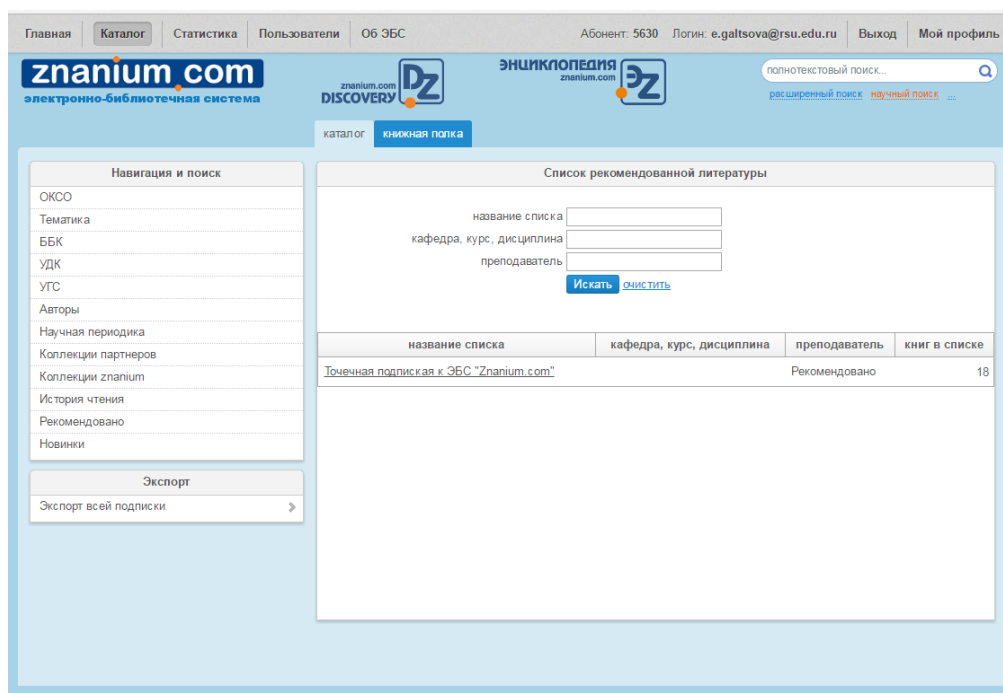 Главная Каталог Статистика Пользователи Об ЭБС Абонент: 5630 Логин: e.galtsova@rsu.edu.ru Выход Мой профиль
znanium.com
электронно-библиотечная система
znanium.com
DISCOVERY
Dz
ЭНЦИКЛОПЕДИЯ
znanium.com
Эz
полнотекстовый поиск...
расширенный поиск научный поиск ...
каталог книжная полка
Навигация и поиск
ОКСО
Тематика
ББК
УДК
УГС
Авторы
Научная периодика
Коллекции партнеров
Коллекции znanium
История чтения
Рекомендовано
Новинки
Экспорт
Экспорт всей подписки
Список рекомендованной литературы
название списка
кафедра, курс, дисциплина
преподаватель
Искать очистить
название списка кафедра, курс, дисциплина преподаватель книг в списке
Точечная подпиская к ЭБС "Znanium.com" Рекомендовано 18